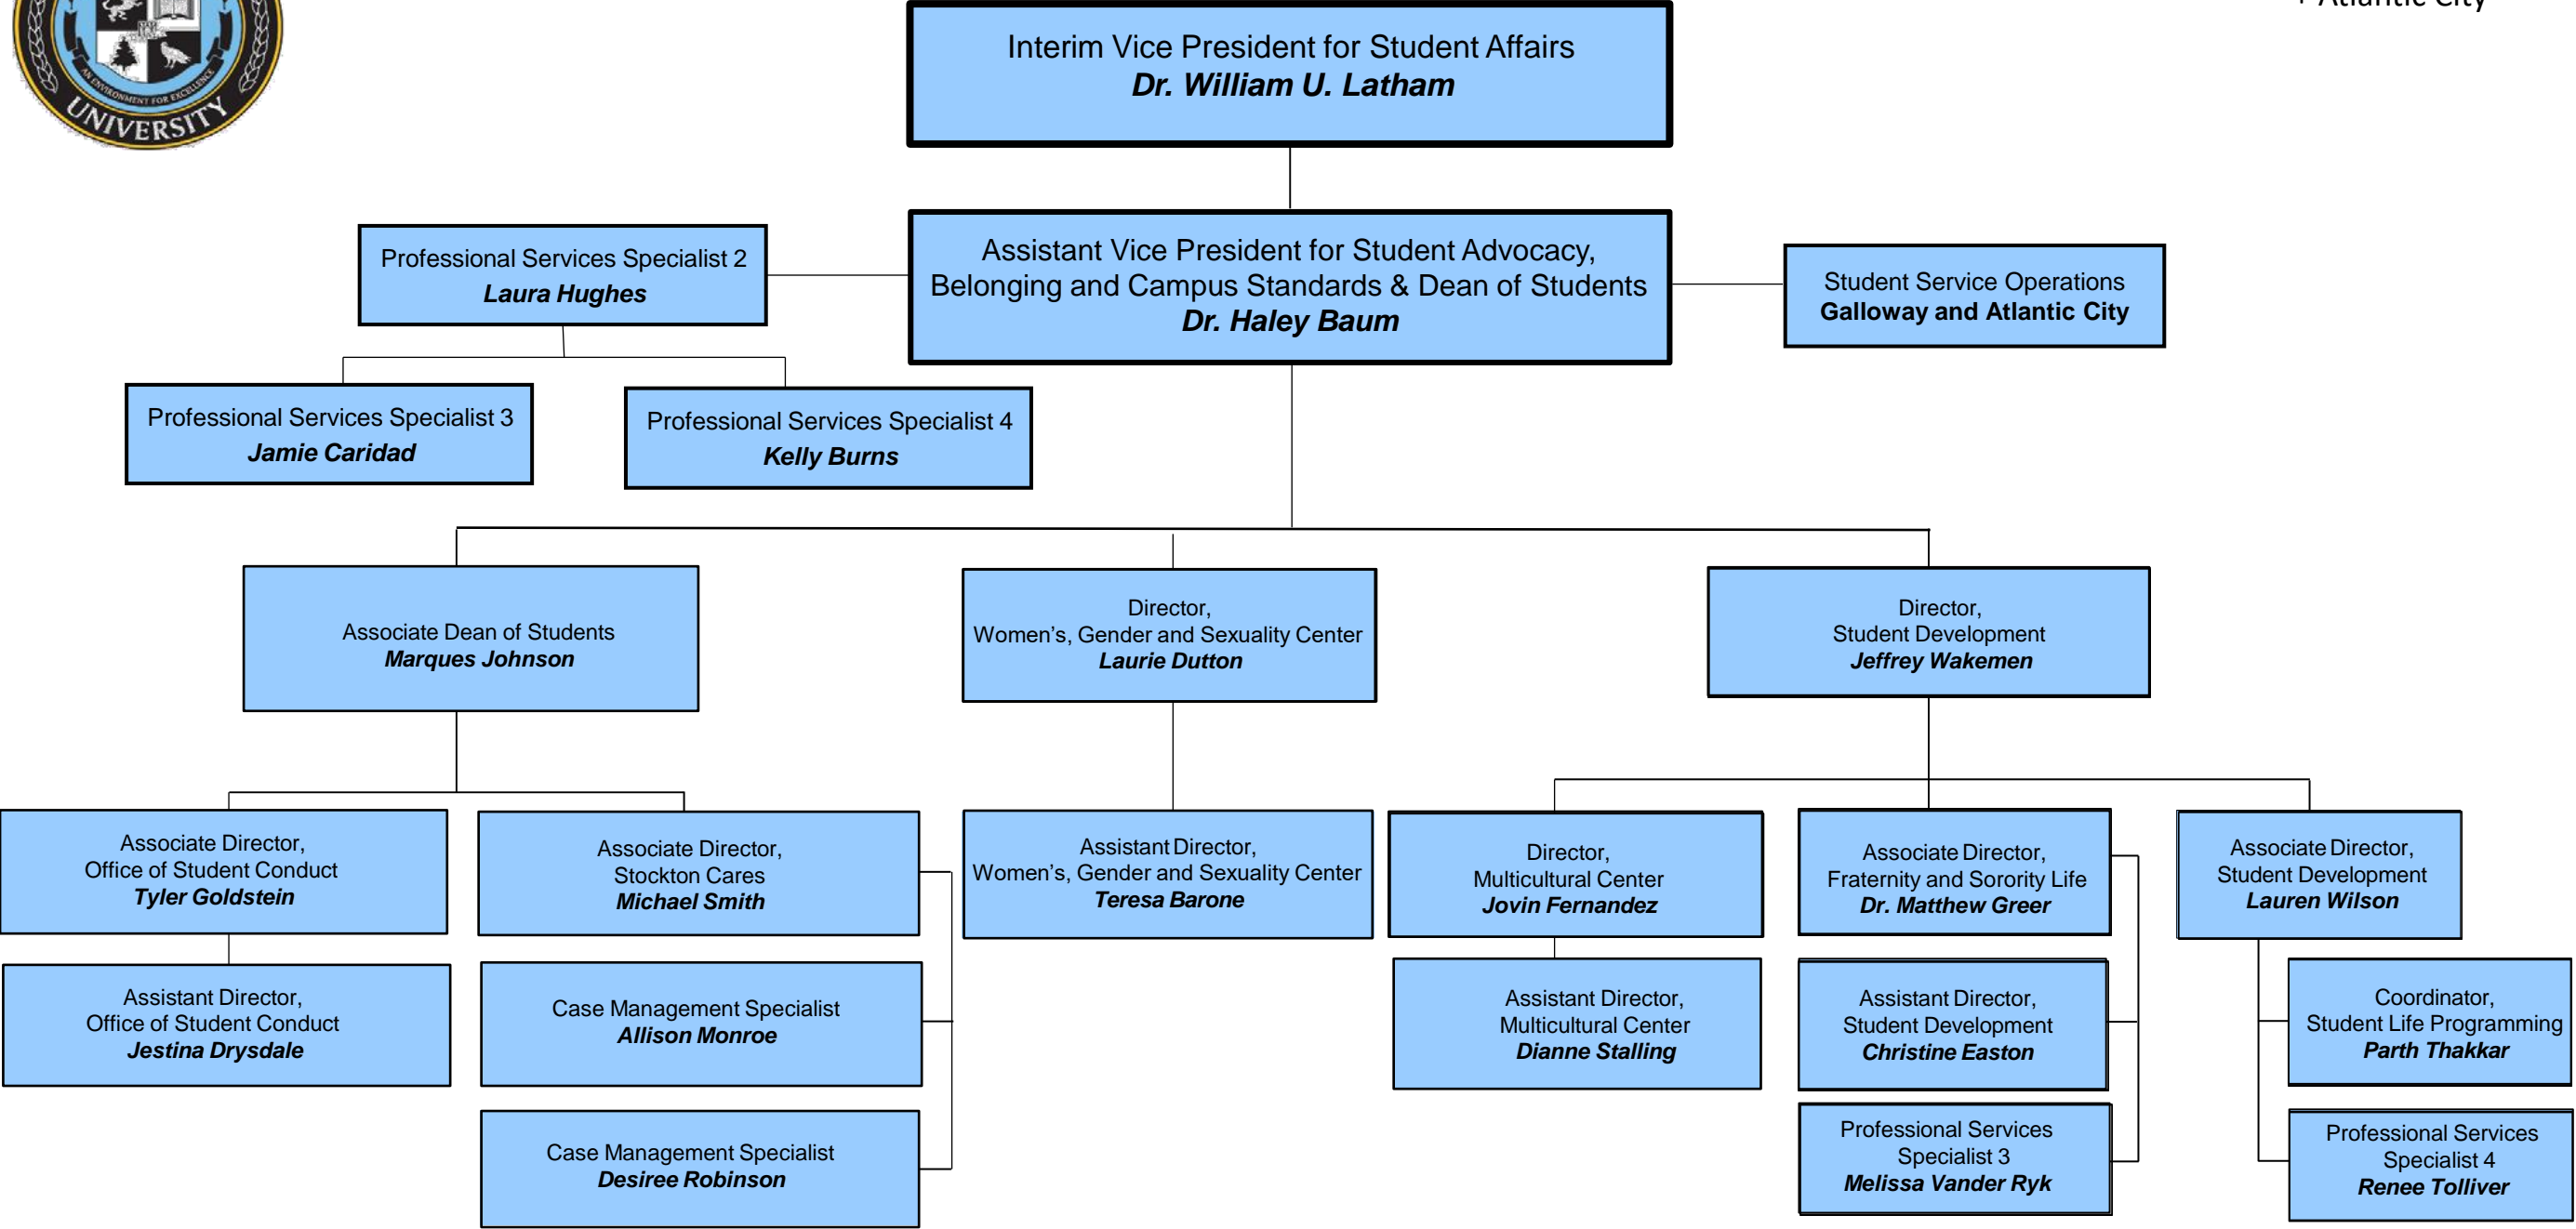 + Atlantic City
AN ENVIRONMENT FOR EXCELLENCE
UNIVERSITY
Interim Vice President for Student Affairs
Dr. William U. Latham
Professional Services Specialist 2
Laura Hughes
Assistant Vice President for Student Advocacy,
Belonging and Campus Standards & Dean of Students
Dr. Haley Baum
Student Service Operations
Galloway and Atlantic City
Professional Services Specialist 3
Jamie Caridad
Professional Services Specialist 4
Kelly Burns
Associate Dean of Students
Marques Johnson
Director,
Women’s, Gender and Sexuality Center
Laurie Dutton
Director,
Student Development
Jeffrey Wakemen
Associate Director,
Office of Student Conduct
Tyler Goldstein
Associate Director,
Stockton Cares
Michael Smith
Assistant Director,
Women’s, Gender and Sexuality Center
Teresa Barone
Director,
Multicultural Center
Jovin Fernandez
Associate Director,
Fraternity and Sorority Life
Dr. Matthew Greer
Associate Director,
Student Development
Lauren Wilson
Assistant Director,
Office of Student Conduct
Jestina Drysdale
Case Management Specialist
Allison Monroe
Assistant Director,
Multicultural Center
Dianne Stalling
Assistant Director,
Student Development
Christine Easton
Coordinator,
Student Life Programming
Parth Thakkar
Case Management Specialist
Desiree Robinson
Professional Services
Specialist 3
Melissa Vander Ryk
Professional Services
Specialist 4
Renee Tolliver